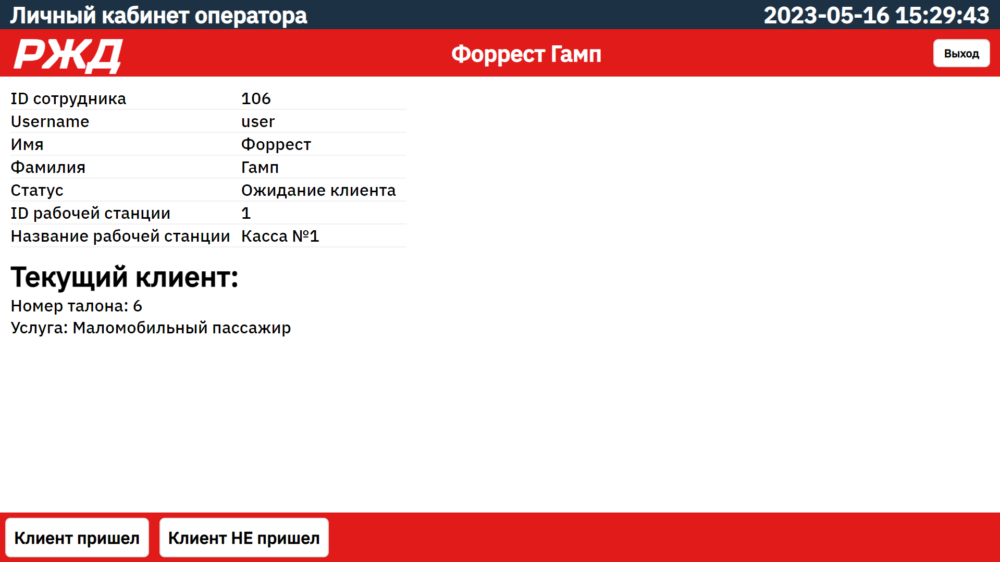 Личный кабинет оператора 2023-05-16 15:29:43
РЖД Форрест Гамп Выход
ID сотрудника 106
Username user
Имя Форрест
Фамилия Гамп
Статус Ожидание клиента
ID рабочей станции 1
Название рабочей станции Касса №1
Текущий клиент:
Номер талона: 6
Услуга: Маломобильный пассажир
Клиент пришел Клиент НЕ пришел